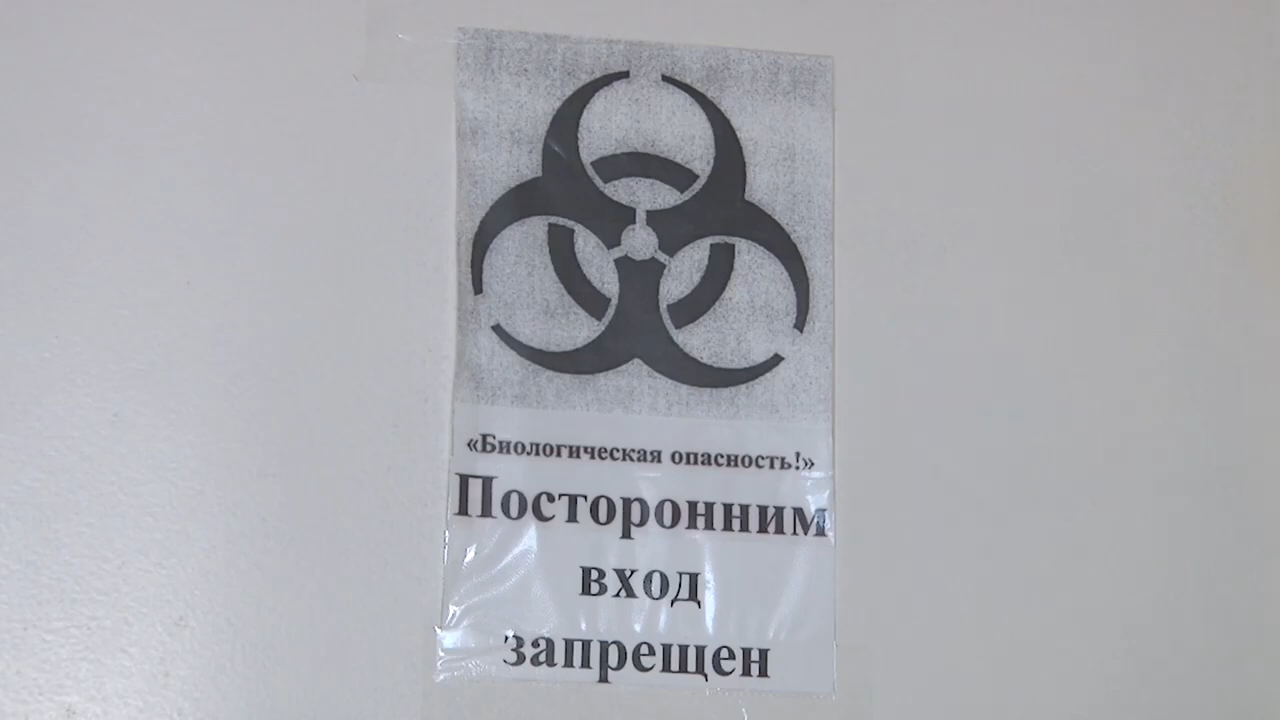 «Биологическая опасность!»
Посторонним
вход
запрещен